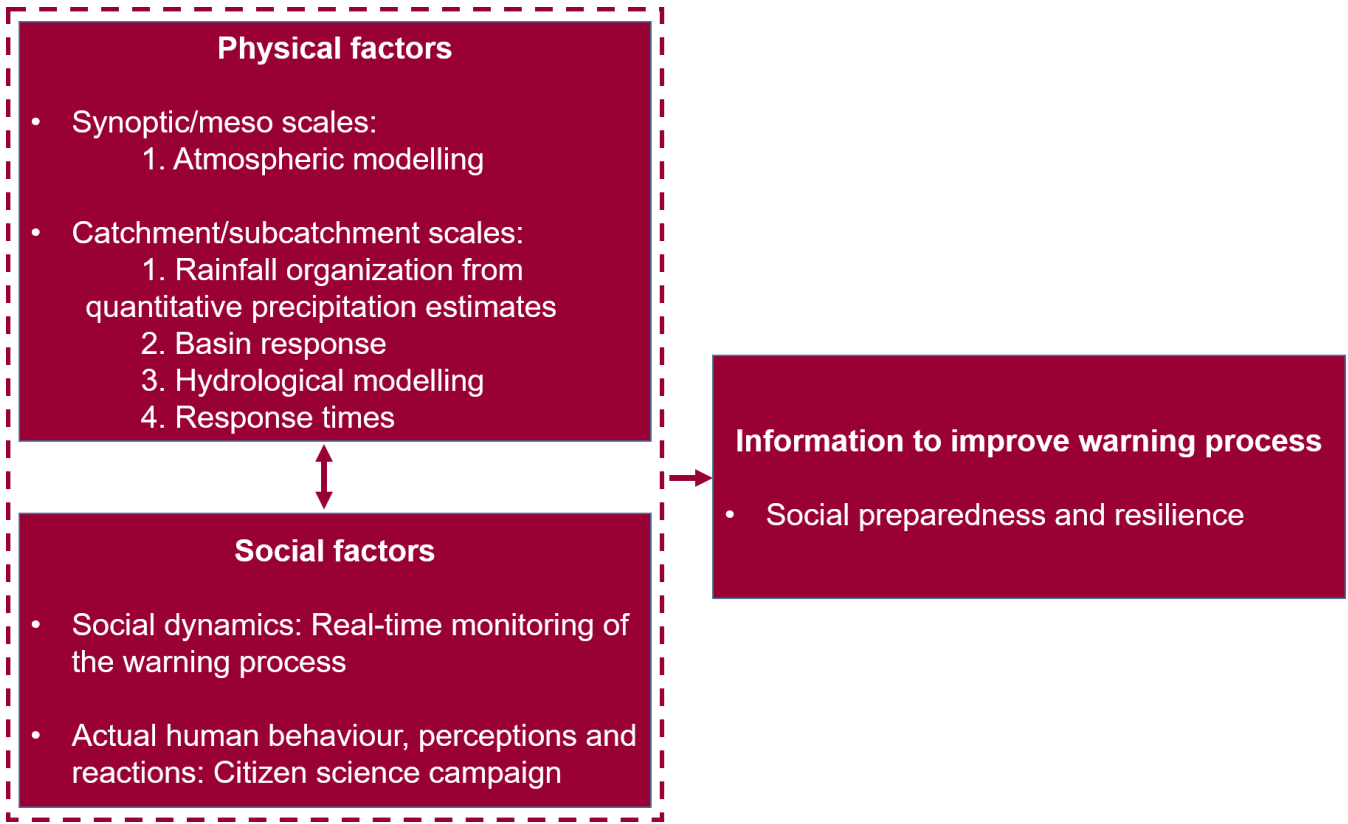 Physical factors
• Synoptic/meso scales:
1. Atmospheric modelling
• Catchment/subcatchment scales:
1. Rainfall organization from
quantitative precipitation estimates
2. Basin response
3. Hydrological modelling
4. Response times
Social factors
• Social dynamics: Real-time monitoring of
the warning process
• Actual human behaviour, perceptions and
reactions: Citizen science campaign
Information to improve warning process
• Social preparedness and resilience